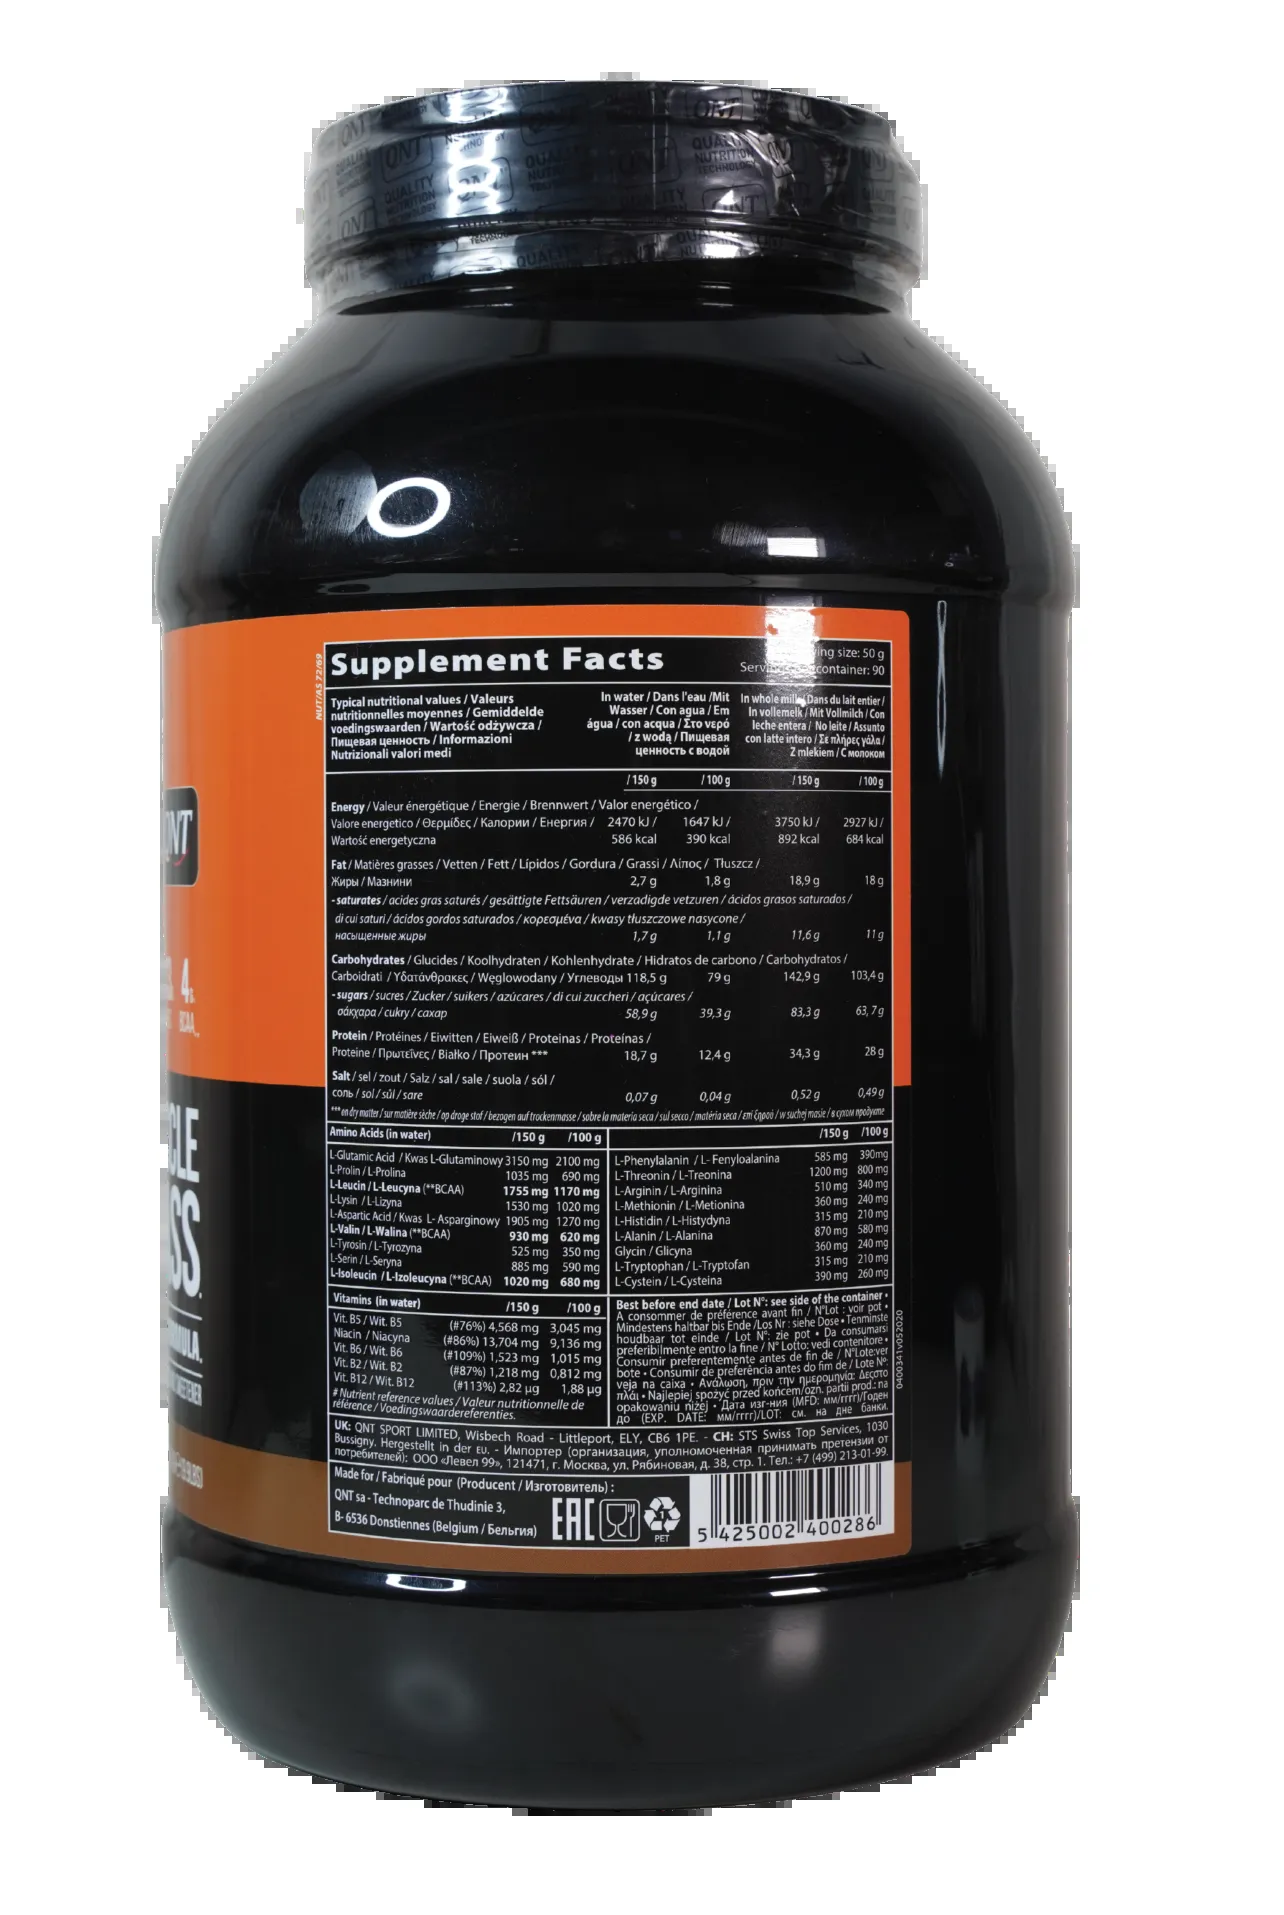 QNT
QUALITY
NUTRITION
TECHNOLOGY
QNT
4g
BCAA
CLE
SS
NUT/AS 72/69
Supplement Facts
ing size: 50 g
container: 90
Typical nutritional values / Valeurs
nutritionnelles moyennes / Gemiddelde
voedingswaarden / Wartość odżywcza /
Пищевая ценность / Informazioni
Nutrizionali valori medi
In water / Dans l'eau /Mit
Wasser / Con agua / Em
água / con acqua / Στο νερό
/ z wodą / Пищевая
ценность с водой
In whole milk / Dans du lait entier /
In vollemelk / Mit Vollmilch / Con
leche entera / No leite / Assunto
con latte intero / Σε πλήρες γάλα /
Z mlekiem / С молоком
/ 150 g / 100 g / 150 g / 100 g
Energy / Valeur énergétique / Energie / Brennwert / Valor energético /
Valore energetico / Θερμίδες / Калории / Енергия / 2470 kJ / 1647 kJ / 3750 kJ / 2927 kJ /
Wartość energetyczna 586 kcal 390 kcal 892 kcal 684 kcal
Fat / Matières grasses / Vetten / Fett / Lípidos / Gordura / Grassi / Λίπος / Tłuszcz /
Жиры / Мазнини 2,7 g 1,8 g 18,9 g 18 g
- saturates / acides gras saturés / gesättigte Fettsäuren / verzadigde vetzuren / ácidos grasos saturados /
di cui saturi / ácidos gordos saturados / κορεσμένα / kwasy tłuszczowe nasycone /
насыщенные жиры 1,7 g 1,1 g 11,6 g 11 g
Carbohydrates / Glucides / Koolhydraten / Kohlenhydrate / Hidratos de carbono / Carbohydratos /
Carboidrati / Υδατάνθρακες / Węglowodany / Углеводы 118,5 g 79 g 142,9 g 103,4 g
- sugars / sucres / Zucker / suikers / azúcares / di cui zuccheri / açúcares /
σάκχαρα / cukry / сахар 58,9 g 39,3 g 83,3 g 63,7 g
Protein / Protéines / Eiwitten / Eiweiß / Proteinas / Proteínas /
Proteine / Πρωτεΐνες / Białko / Протеин *** 18,7 g 12,4 g 34,3 g 28 g
Salt / sel / zout / Salz / sal / sale / suola / sól /
соль / sol / sůl / sare 0,07 g 0,04 g 0,52 g 0,49 g
*** on dry matter / sur matière sèche / op droge stof / bezogen auf trockenmasse / sobre la materia seca / sul secco / matéria seca / επί ξηρού / w suchej masie / в сухом продукте
Amino Acids (in water) /150 g /100 g
L-Glutamic Acid / Kwas L-Glutaminowy 3150 mg 2100 mg
L-Prolin / L-Prolina 1035 mg 690 mg
L-Leucin / L-Leucyna (**BCAA) 1755 mg 1170 mg
L-Lysin / L-Lizyna 1530 mg 1020 mg
L-Aspartic Acid / Kwas L- Asparginowy 1905 mg 1270 mg
L-Valin / L-Walina (**BCAA) 930 mg 620 mg
L-Tyrosin / L-Tyrozyna 525 mg 350 mg
L-Serin / L-Seryna 885 mg 590 mg
L-Isoleucin / L-Izoleucyna (**BCAA) 1020 mg 680 mg
/150 g /100 g
L-Phenylalanin / L- Fenyloalanina 585 mg 390mg
L-Threonin / L-Treonina 1200 mg 800 mg
L-Arginin / L-Arginina 510 mg 340 mg
L-Methionin / L-Metionina 360 mg 240 mg
L-Histidin / L-Histydyna 315 mg 210 mg
L-Alanin / L-Alanina 870 mg 580 mg
Glycin / Glicyna 360 mg 240 mg
L-Tryptophan / L-Tryptofan 315 mg 210 mg
L-Cystein / L-Cysteina 390 mg 260 mg
Vitamins (in water) /150 g /100 g
Vit. B5 / Wit. B5 (#76%) 4,568 mg 3,045 mg
Niacin / Niacyna (#86%) 13,704 mg 9,136 mg
Vit. B6 / Wit. B6 (#109%) 1,523 mg 1,015 mg
Vit. B2 / Wit. B2 (#87%) 1,218 mg 0,812 mg
Vit. B12 / Wit. B12 (#113%) 2,82 µg 1,88 µg
# Nutrient reference values / Valeur nutritionnelle de
référence / Voedingswaardereferenties.
Best before end date / Lot N°: see side of the container •
A consommer de préférence avant fin / N°Lot : voir pot •
Mindestens haltbar bis Ende /Los Nr : siehe Dose • Tenminste
houdbaar tot einde / Lot N°: zie pot • Da consumarsi
preferibilmente entro la fine / N° Lotto: vedi contenitore •
Consumir preferentemente antes de fin de / N°Lote:ver
bote • Consumir de preferência antes do fim de / Lote N°:
veja na caixa • Ανάλωση, πριν την ημερομηνία: Δεξιτο
πλάι • Najlepiej spożyć przed końcem/ozn. partii prod.: na
opakowaniu niżej • Дата изг-ния (MFD: мм/гггг)/Годен
до (EXP. DATE: мм/гггг)/LOT: см. на дне банки.
0400341v052020
UK: QNT SPORT LIMITED, Wisbech Road - Littleport, ELY, CB6 1PE. - CH: STS Swiss Top Services, 1030
Bussigny. Hergestellt in der EU. - Импортер (организация, уполномоченная принимать претензии от
потребителей): ООО «Левел 99», 121471, г. Москва, ул. Рябиновая, д. 38, стр. 1. Тел.: +7 (499) 213-01-99.
Made for / Fabriqué pour (Producent / Изготовитель) :
QNT sa - Technoparc de Thudinie 3,
B- 6536 Donstiennes (Belgium / Бельгия)
EAC
1
PET
5 425002 400286